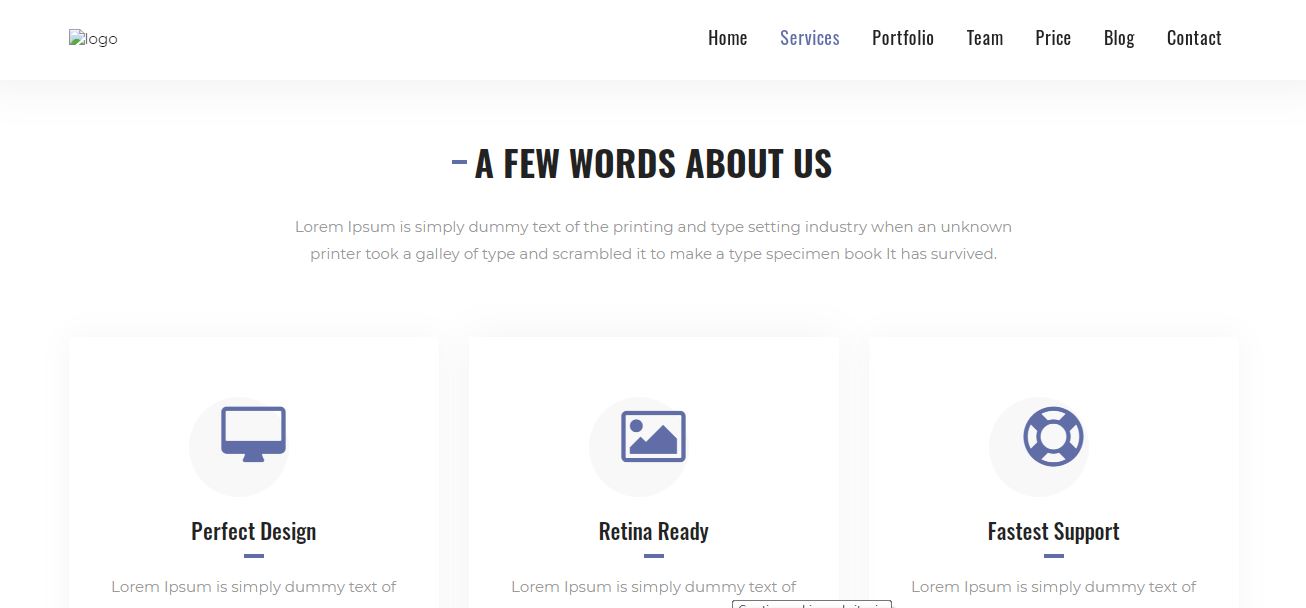 logo
Home Services Portfolio Team Price Blog Contact
A FEW WORDS ABOUT US
Lorem Ipsum is simply dummy text of the printing and type setting industry when an unknown
printer took a galley of type and scrambled it to make a type specimen book It has survived.
Perfect Design
Lorem Ipsum is simply dummy text of
Retina Ready
Lorem Ipsum is simply dummy text of
Fastest Support
Lorem Ipsum is simply dummy text of